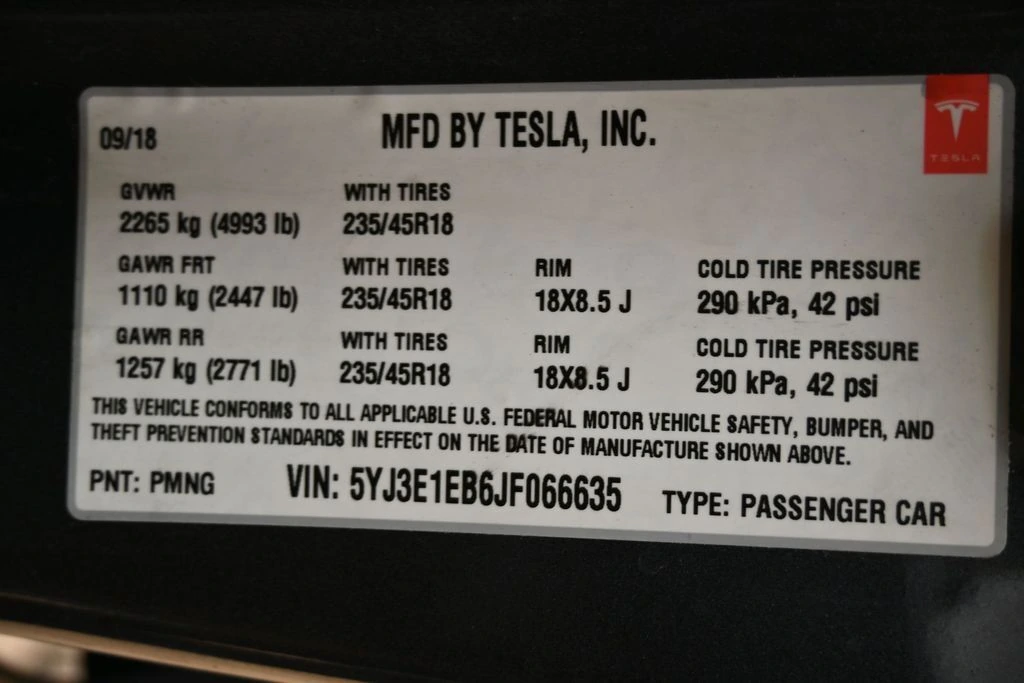 09/18 MFD BY TESLA, INC.
TESLA
GVWR WITH TIRES
2265 kg (4993 lb) 235/45R18
GAWR FRT WITH TIRES RIM COLD TIRE PRESSURE
1110 kg (2447 lb) 235/45R18 18X8.5 J 290 kPa, 42 psi
GAWR RR WITH TIRES RIM COLD TIRE PRESSURE
1257 kg (2771 lb) 235/45R18 18X8.5 J 290 kPa, 42 psi
THIS VEHICLE CONFORMS TO ALL APPLICABLE U.S. FEDERAL MOTOR VEHICLE SAFETY, BUMPER, AND
THEFT PREVENTION STANDARDS IN EFFECT ON THE DATE OF MANUFACTURE SHOWN ABOVE.
PNT: PMNG VIN: 5YJ3E1EB6JF066635 TYPE: PASSENGER CAR